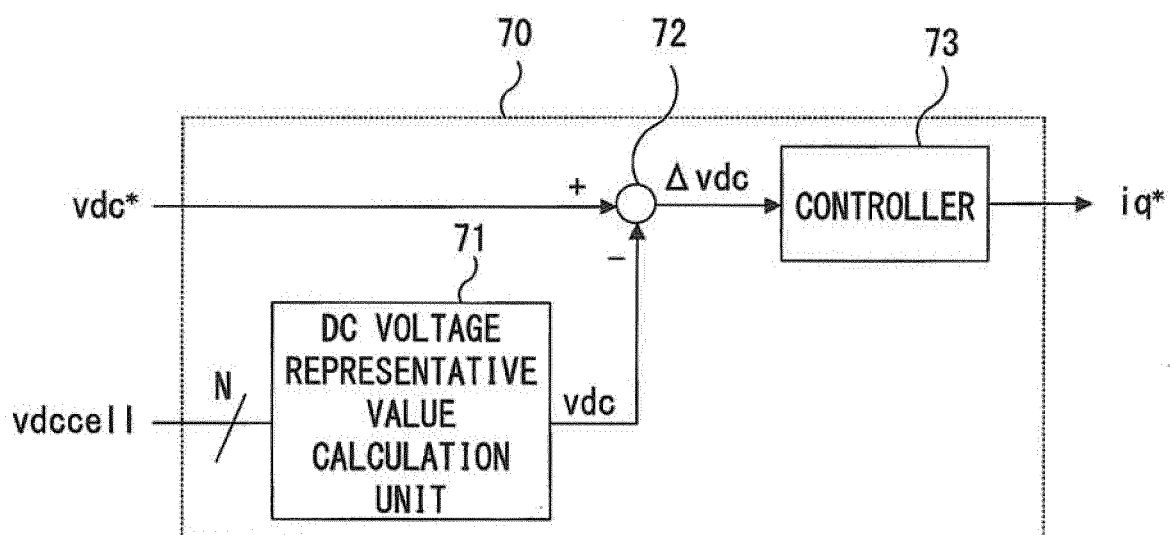 70
72
73
vdc*
+
Δvdc
CONTROLLER
iq*
71
-
DC VOLTAGE
REPRESENTATIVE
VALUE
CALCULATION
UNIT
N
vdccell
vdc